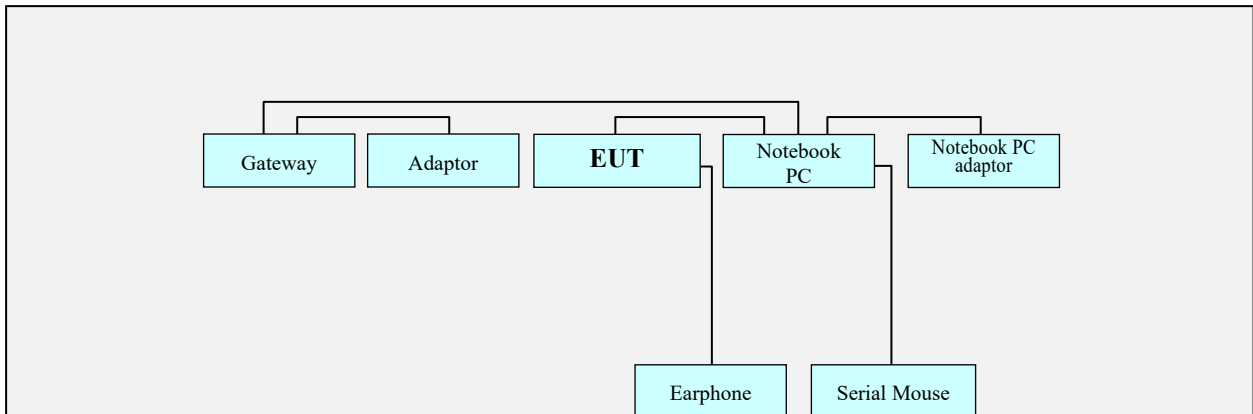 Gateway
Adaptor
EUT
Notebook
PC
Notebook PC
adaptor
Earphone
Serial Mouse